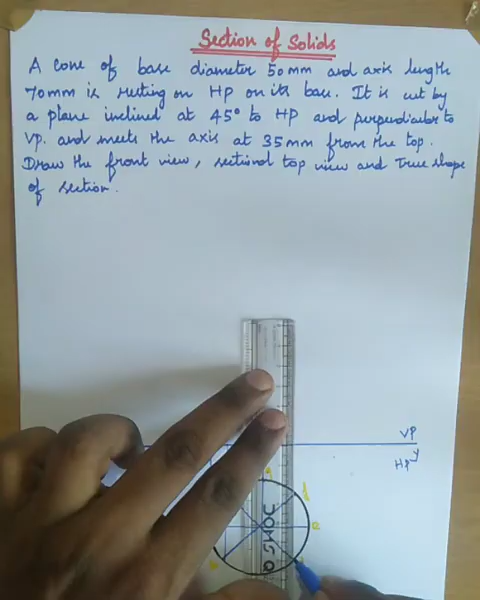 Section of Solids
A Cone of base diameter 50mm and axis length
70mm is resting on HP on its base. It is cut by
a plane inclined at 45° to HP and perpendicular to
VP. and meets the axis at 35mm from the top.
Draw the front view, sectional top view and True shape
of section.
VP
HP y